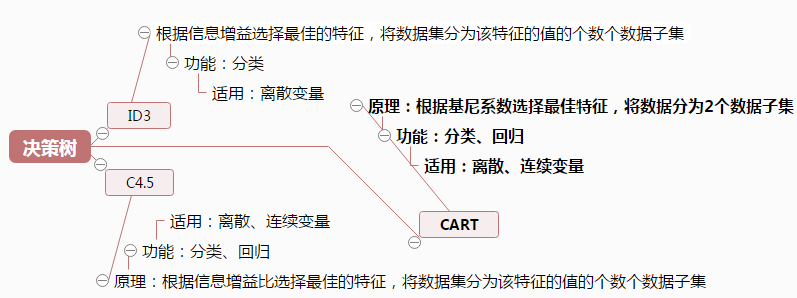 根据信息增益选择最佳的特征，将数据集分为该特征的值的个数个数据子集
功能：分类
适用：离散变量
ID3
原理：根据基尼系数选择最佳特征，将数据分为2个数据子集
功能：分类、回归
适用：离散、连续变量
决策树
C4.5
CART
适用：离散、连续变量
功能：分类、回归
原理：根据信息增益比选择最佳的特征，将数据集分为该特征的值的个数个数据子集